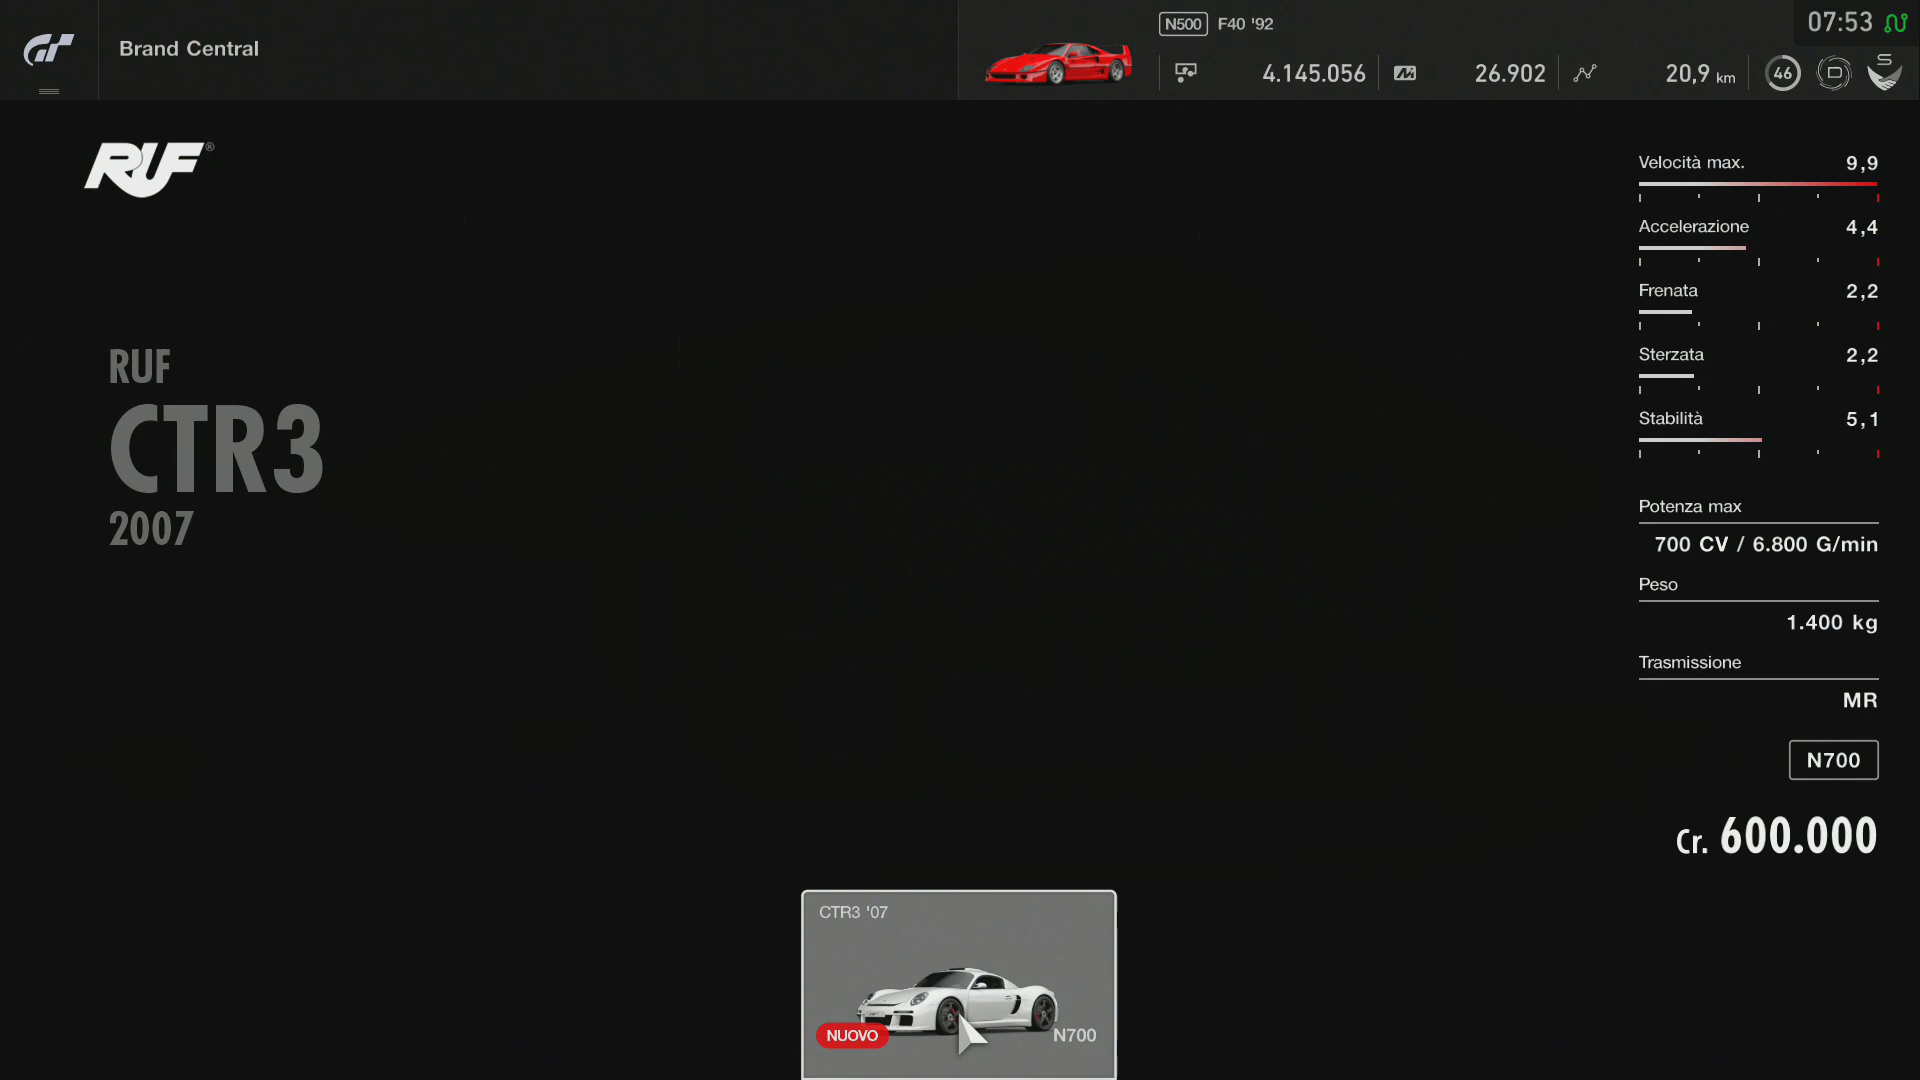 Brand Central
N500 F40 '92
07:53
4.145.056
26.902
20,9 km
46
D
S
RUF®
RUF
CTR3
2007
Velocità max. 9,9
Accelerazione 4,4
Frenata 2,2
Sterzata 2,2
Stabilità 5,1
Potenza max
700 CV / 6.800 G/min
Peso
1.400 kg
Trasmissione
MR
N700
Cr. 600.000
CTR3 '07
NUOVO
N700